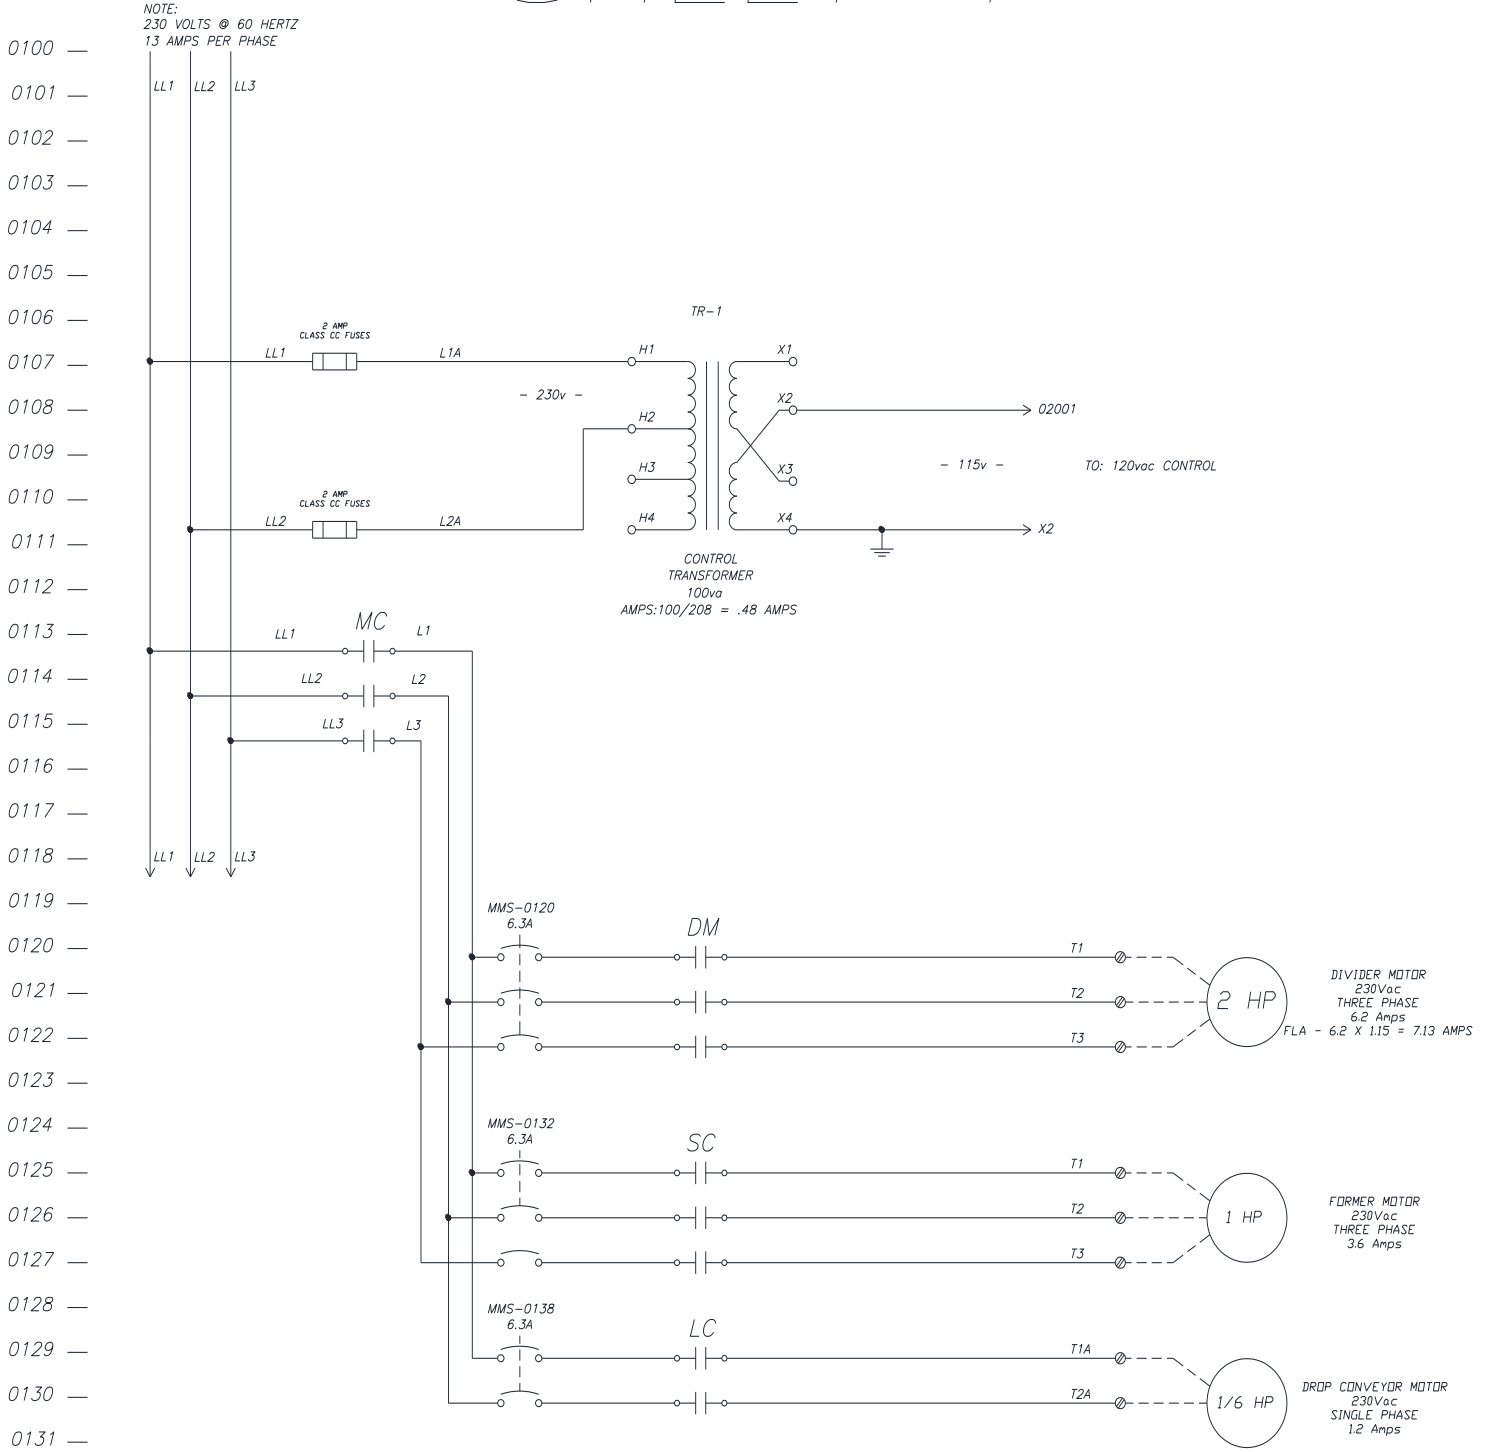 NOTE:
230 VOLTS @ 60 HERTZ
13 AMPS PER PHASE
0100
LL1 LL2 LL3
0101
0102
0103
0104
0105
0106
TR-1
2 AMP
CLASS CC FUSES
0107
LL1 L1A H1 X1
- 230v -
0108
H2 X2 02001
0109
H3 X3
- 115v - TO: 120vac CONTROL
0110
2 AMP
CLASS CC FUSES
LL2 L2A H4 X4 X2
0111
CONTROL
TRANSFORMER
100va
AMPS:100/208 = .48 AMPS
0112
0113
LL1 MC L1
0114
LL2 L2
0115
LL3 L3
0116
0117
0118
LL1 LL2 LL3
0119
MMS-0120
6.3A
DM
0120
T1
0121
T2
2 HP
DIVIDER MOTOR
230Vac
THREE PHASE
6.2 Amps
FLA - 6.2 X 1.15 = 7.13 AMPS
0122
T3
0123
0124
MMS-0132
6.3A
SC
0125
T1
0126
T2
1 HP
FORMER MOTOR
230Vac
THREE PHASE
3.6 Amps
0127
T3
0128
MMS-0138
6.3A
LC
0129
T1A
0130
T2A
1/6 HP
DROP CONVEYOR MOTOR
230Vac
SINGLE PHASE
1.2 Amps
0131